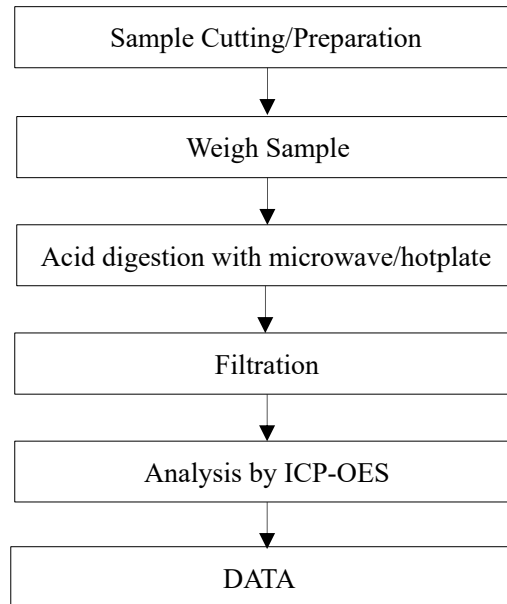 Sample Cutting/Preparation
Weigh Sample
Acid digestion with microwave/hotplate
Filtration
Analysis by ICP-OES
DATA